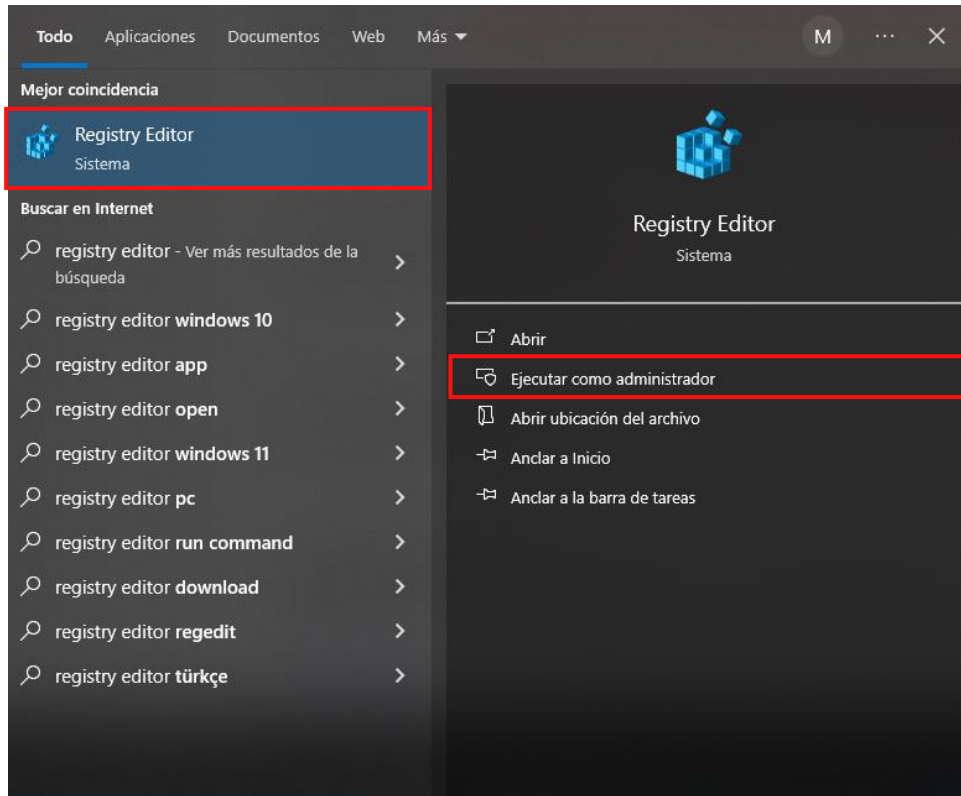 Todo Aplicaciones Documentos Web Más M ...
Mejor coincidencia
Registry Editor
Sistema
Buscar en Internet
registry editor - Ver más resultados de la
búsqueda
registry editor windows 10
registry editor app
registry editor open
registry editor windows 11
registry editor pc
registry editor run command
registry editor download
registry editor regedit
registry editor türkçe
Registry Editor
Sistema
Abrir
Ejecutar como administrador
Abrir ubicación del archivo
Anclar a Inicio
Anclar a la barra de tareas